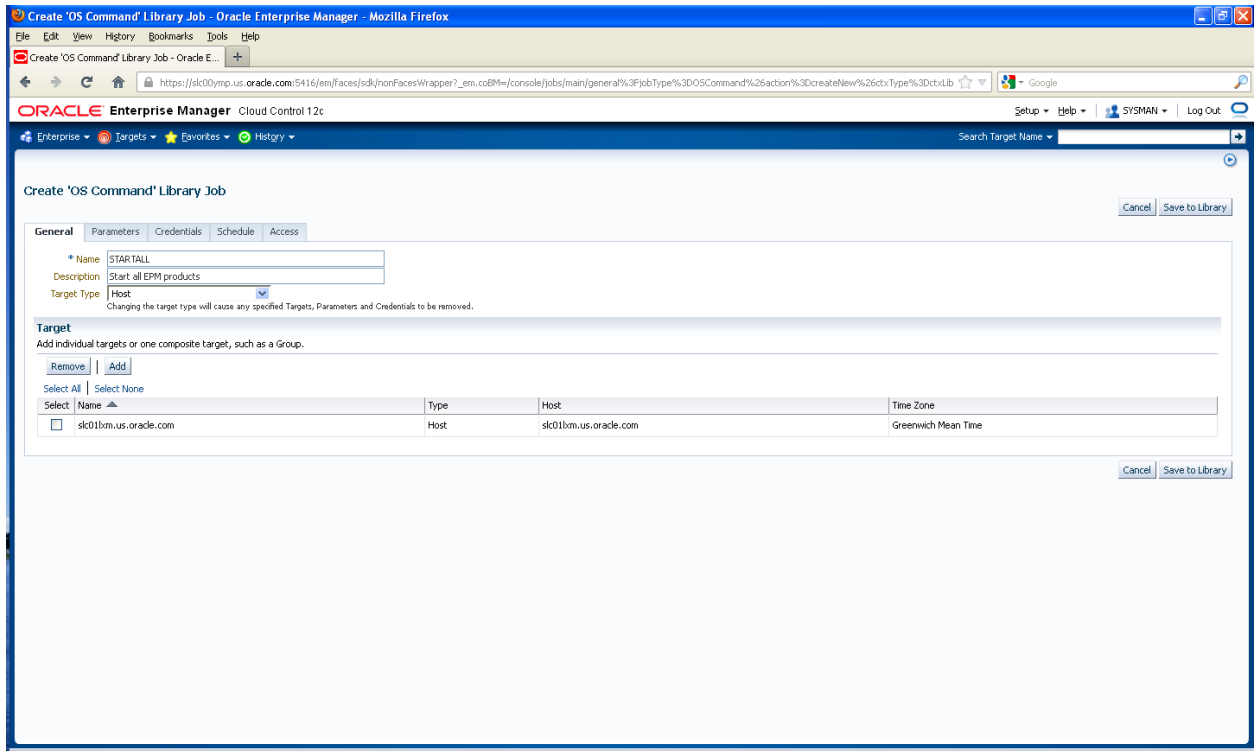 Create 'OS Command' Library Job - Oracle Enterprise Manager - Mozilla Firefox
File Edit View History Bookmarks Tools Help
Create 'OS Command' Library Job - Oracle E... +
https://slc00ymp.us.oracle.com:5416/em/faces/sdk/nonFacesWrapper?_em.coBM=/console/jobs/main/general%3FjobType%3DOSCommand%26action%3DcreateNew%26ctxType%3DctxLib Google
ORACLE Enterprise Manager Cloud Control 12c Setup Help SYSMAN Log Out
Enterprise Targets Favorites History Search Target Name
Create 'OS Command' Library Job
Cancel Save to Library
General Parameters Credentials Schedule Access
* Name STARTALL
Description Start all EPM products
Target Type Host
Changing the target type will cause any specified Targets, Parameters and Credentials to be removed.
Target
Add individual targets or one composite target, such as a Group.
Remove | Add
Select All | Select None
Select Name Type Host Time Zone
slc01lxm.us.oracle.com Host slc01lxm.us.oracle.com Greenwich Mean Time
Cancel Save to Library